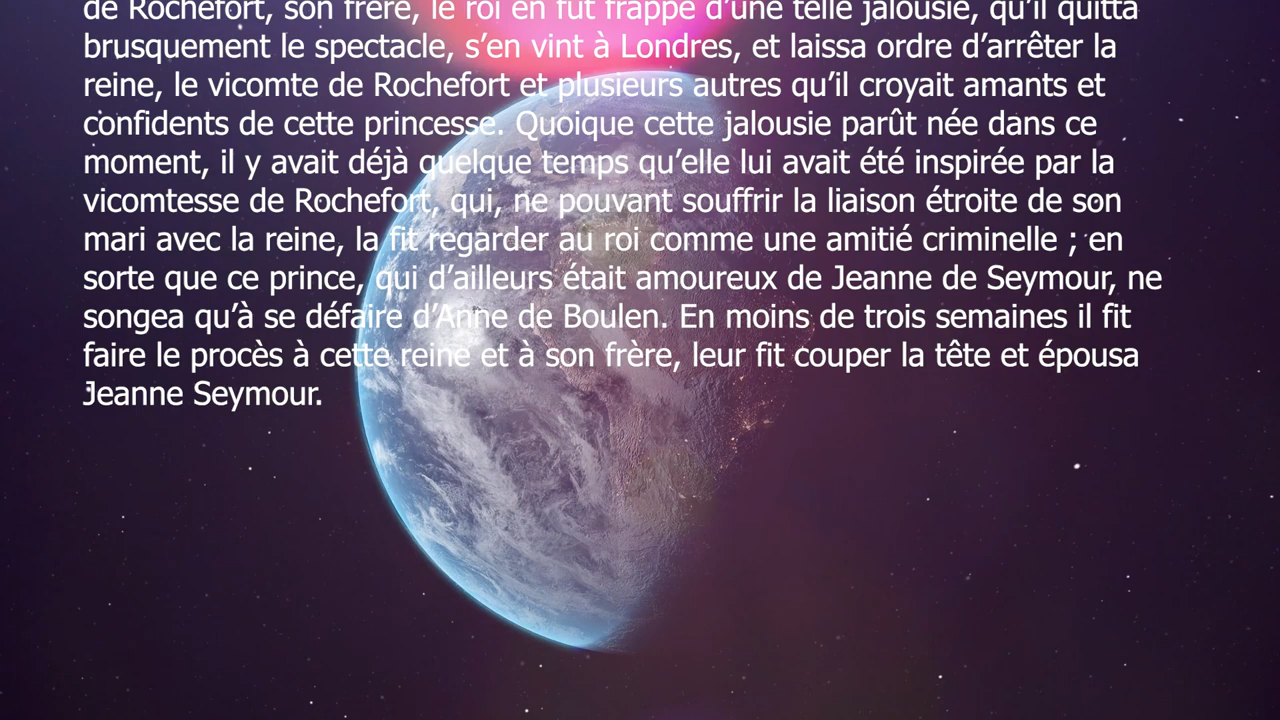 de Rochefort, son frère, le roi en fut frappé d’une telle jalousie, qu’il quitta
brusquement le spectacle, s’en vint à Londres, et laissa ordre d’arrêter la
reine, le vicomte de Rochefort et plusieurs autres qu’il croyait amants et
confidents de cette princesse. Quoique cette jalousie parût née dans ce
moment, il y avait déjà quelque temps qu’elle lui avait été inspirée par la
vicomtesse de Rochefort, qui, ne pouvant souffrir la liaison étroite de son
mari avec la reine, la fit regarder au roi comme une amitié criminelle ; en
sorte que ce prince, qui d’ailleurs était amoureux de Jeanne de Seymour, ne
songea qu’à se défaire d’Anne de Boulen. En moins de trois semaines il fit
faire le procès à cette reine et à son frère, leur fit couper la tête et épousa
Jeanne Seymour.